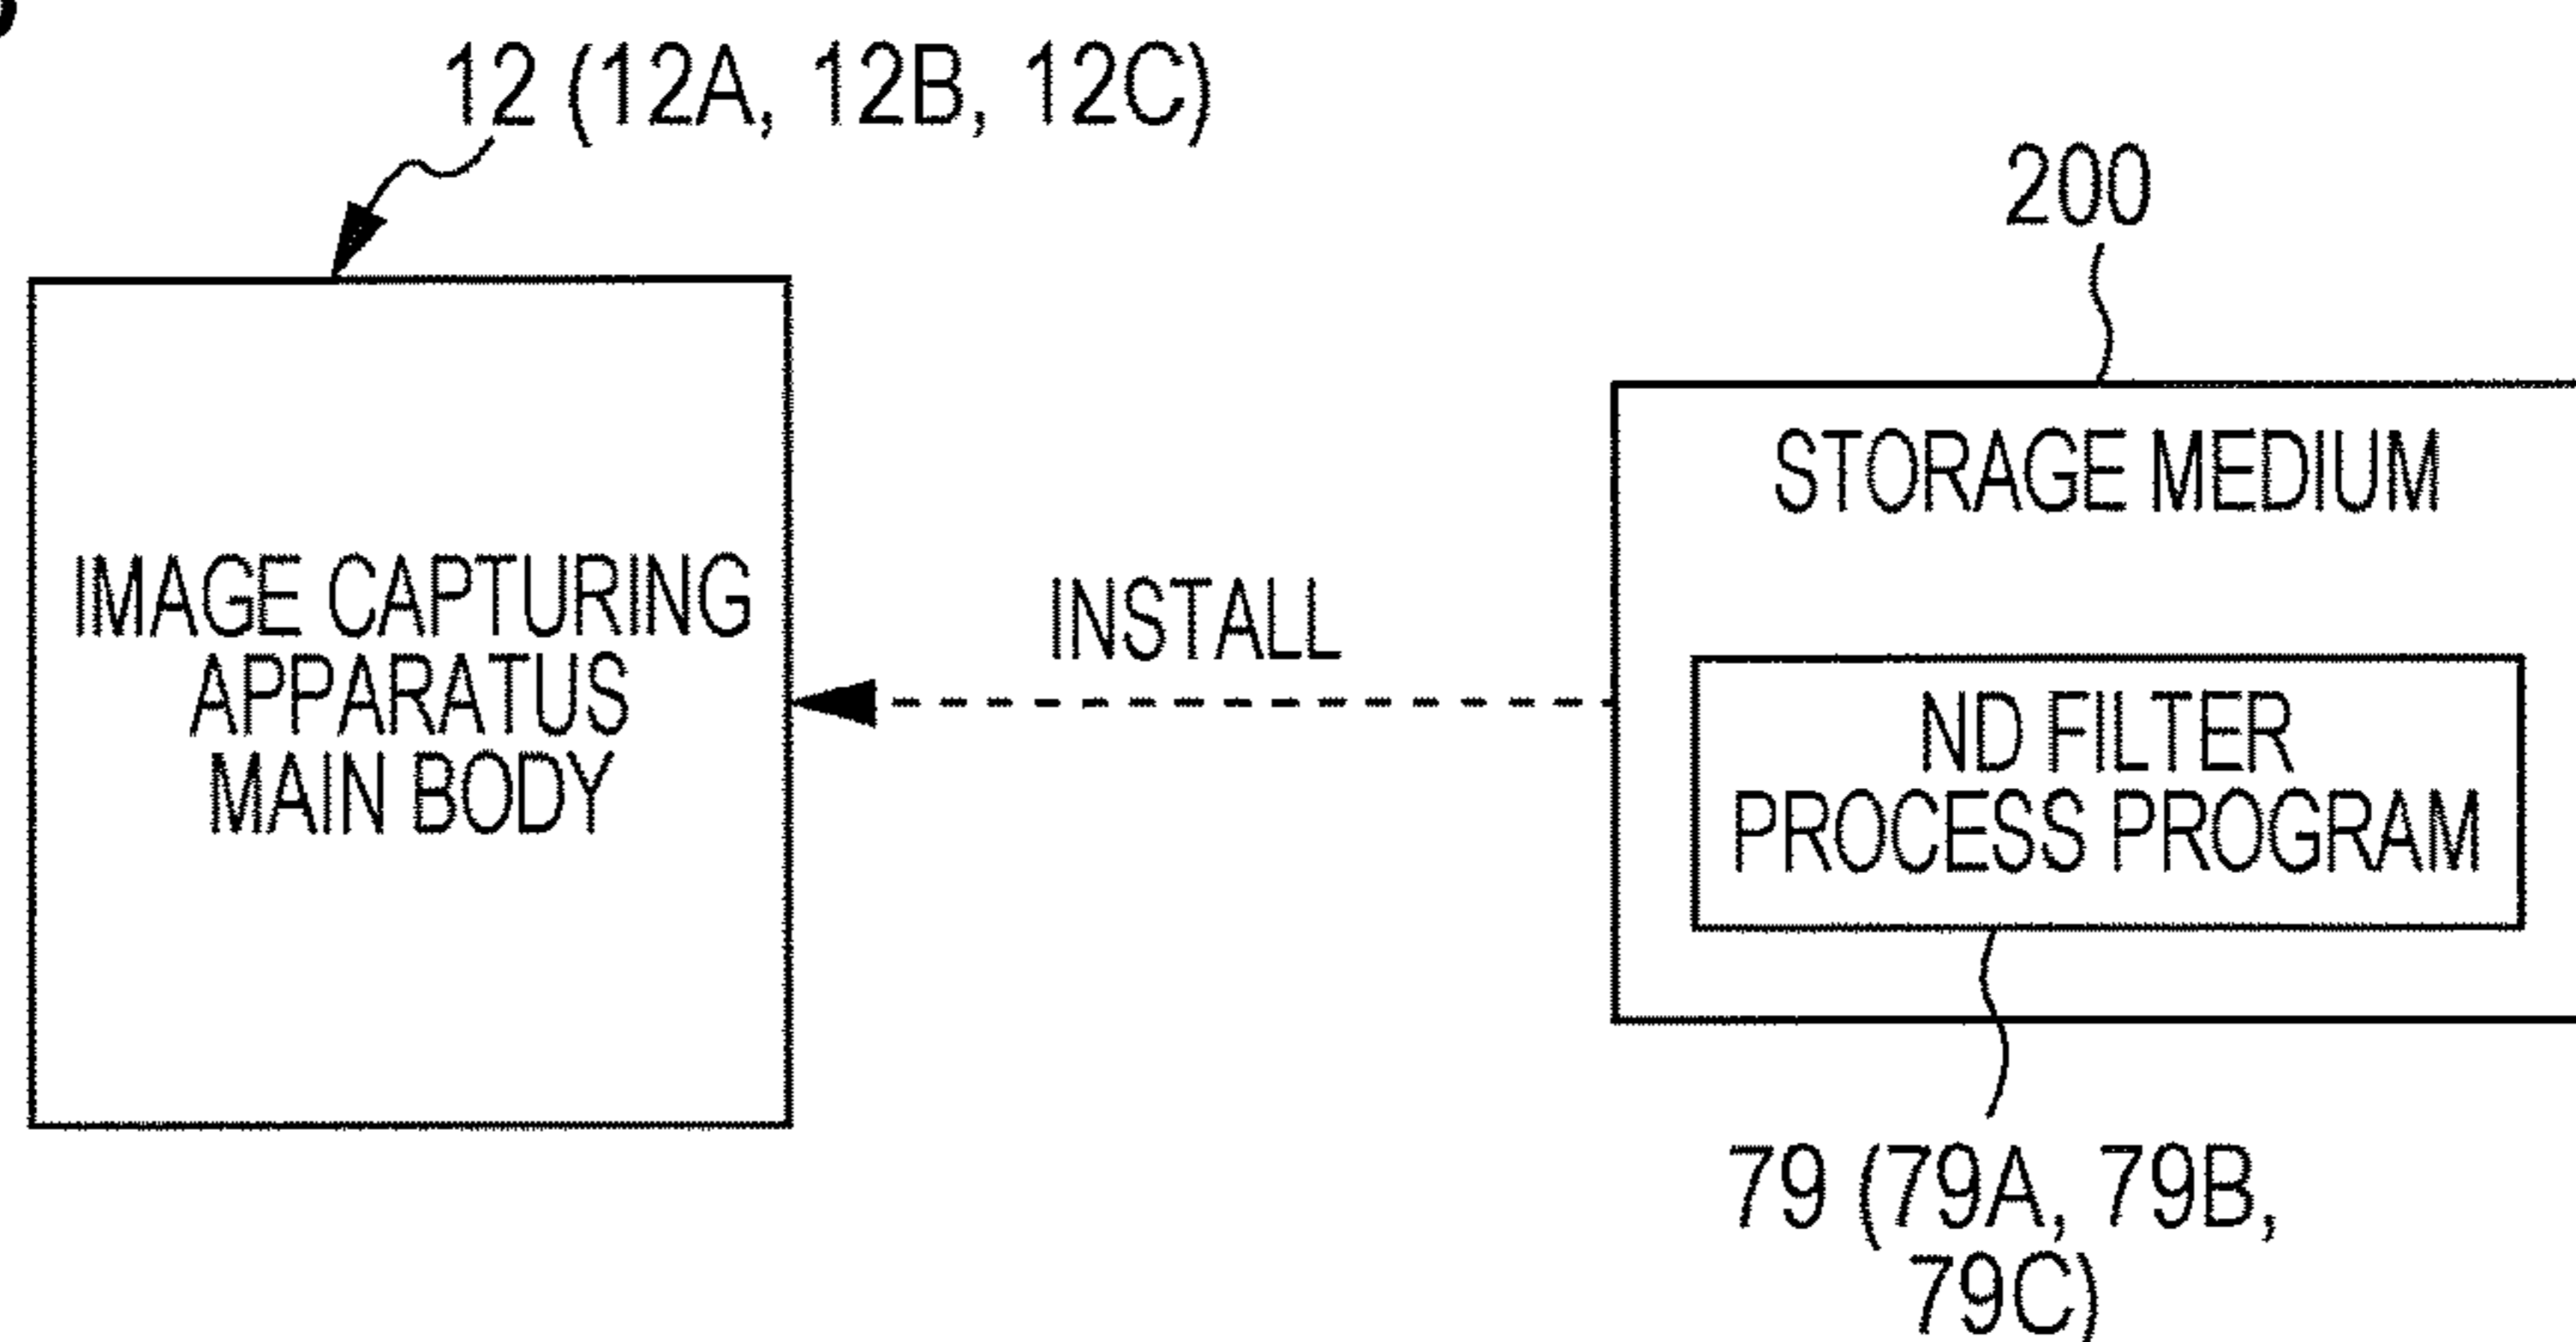 12 (12A, 12B, 12C)
200
STORAGE MEDIUM
IMAGE CAPTURING
APPARATUS
MAIN BODY
INSTALL
ND FILTER
PROCESS PROGRAM
79 (79A, 79B,
79C)